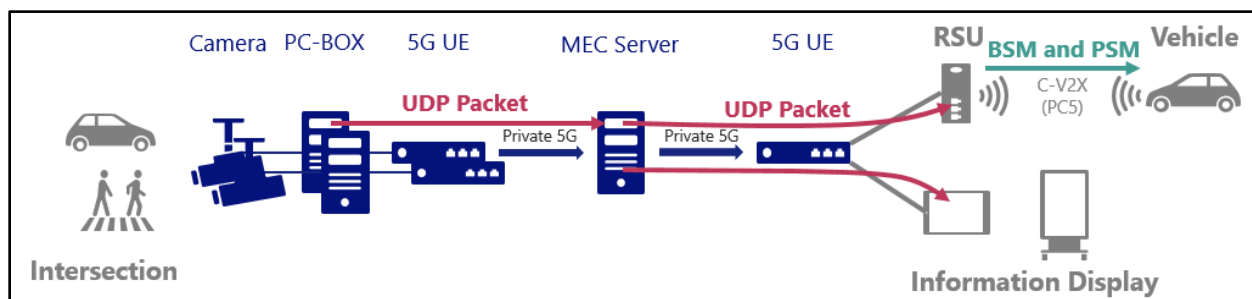 Camera PC-BOX 5G UE MEC Server 5G UE RSU Vehicle
BSM and PSM
C-V2X
(PC5)
UDP Packet UDP Packet
Private 5G Private 5G
Intersection Information Display